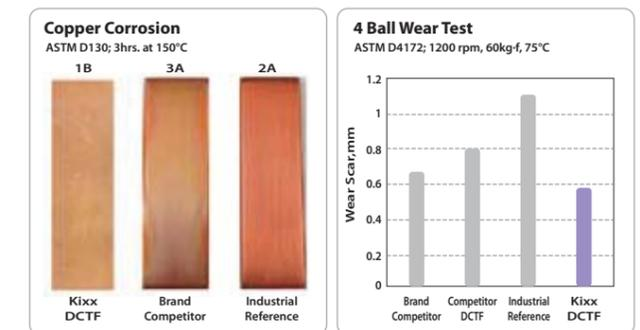 Copper Corrosion
ASTM D130; 3hrs. at 150°C
1B 3A 2A
Kixx Brand Industrial
DCTF Competitor Reference
4 Ball Wear Test
ASTM D4172; 1200 rpm, 60kg·f, 75°C
Wear Scar,mm
1.2
1
0.8
0.6
0.4
0.2
0
Brand Competitor Industrial Kixx
Competitor DCTF Reference DCTF